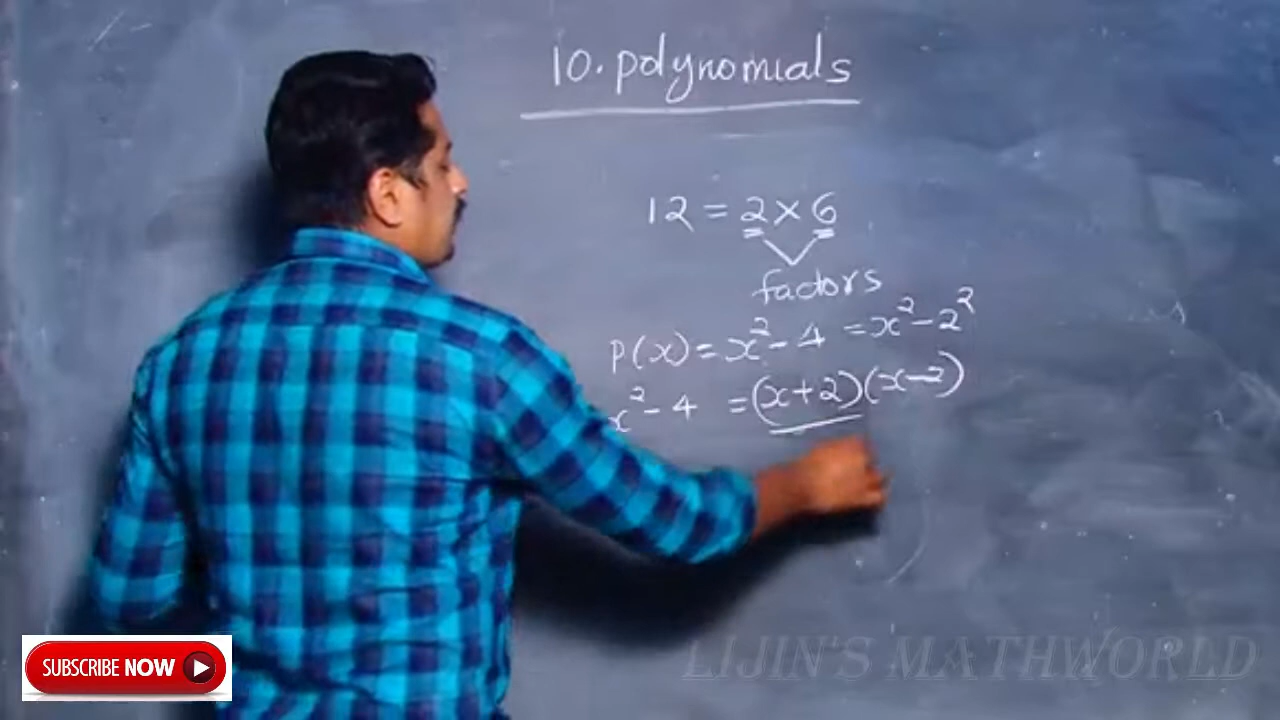 10. polynomials
12 = 2 × 6
factors
p(x) = x² - 4 = x² - 2²
x² - 4 = (x+2)(x-2)
SUBSCRIBE NOW
LIJIN'S MATHWORLD